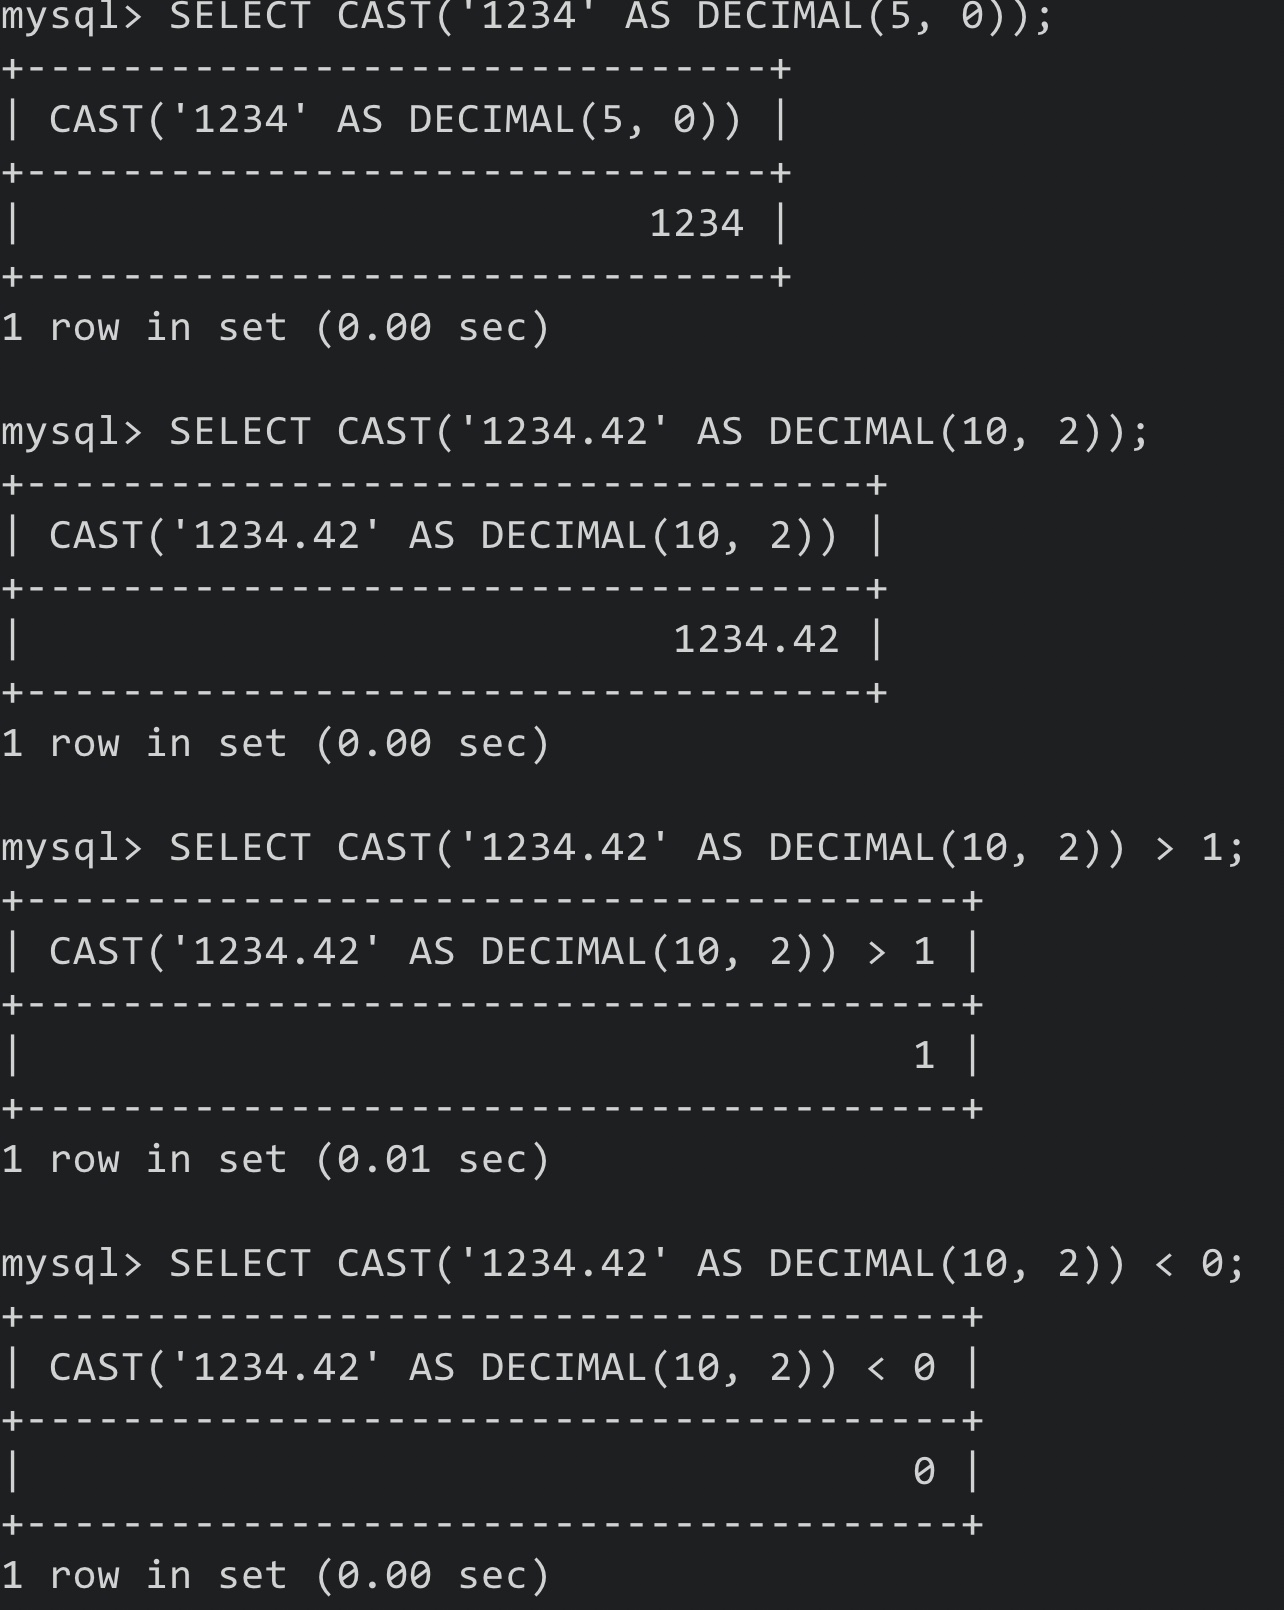 mysql> SELECT CAST('1234' AS DECIMAL(5, 0));
+-------------------------------+
| CAST('1234' AS DECIMAL(5, 0)) |
+-------------------------------+
|                          1234 |
+-------------------------------+
1 row in set (0.00 sec)

mysql> SELECT CAST('1234.42' AS DECIMAL(10, 2));
+-----------------------------------+
| CAST('1234.42' AS DECIMAL(10, 2)) |
+-----------------------------------+
|                           1234.42 |
+-----------------------------------+
1 row in set (0.00 sec)

mysql> SELECT CAST('1234.42' AS DECIMAL(10, 2)) > 1;
+---------------------------------------+
| CAST('1234.42' AS DECIMAL(10, 2)) > 1 |
+---------------------------------------+
|                                     1 |
+---------------------------------------+
1 row in set (0.01 sec)

mysql> SELECT CAST('1234.42' AS DECIMAL(10, 2)) < 0;
+---------------------------------------+
| CAST('1234.42' AS DECIMAL(10, 2)) < 0 |
+---------------------------------------+
|                                     0 |
+---------------------------------------+
1 row in set (0.00 sec)